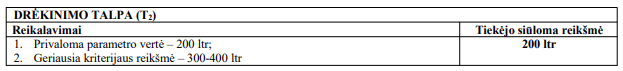 DRĖKINIMO TALPA (T₂)
Reikalavimai Tiekėjo siūloma reikšmė
1. Privaloma parametro vertė – 200 ltr; 200 ltr
2. Geriausia kriterijaus reikšmė – 300-400 ltr